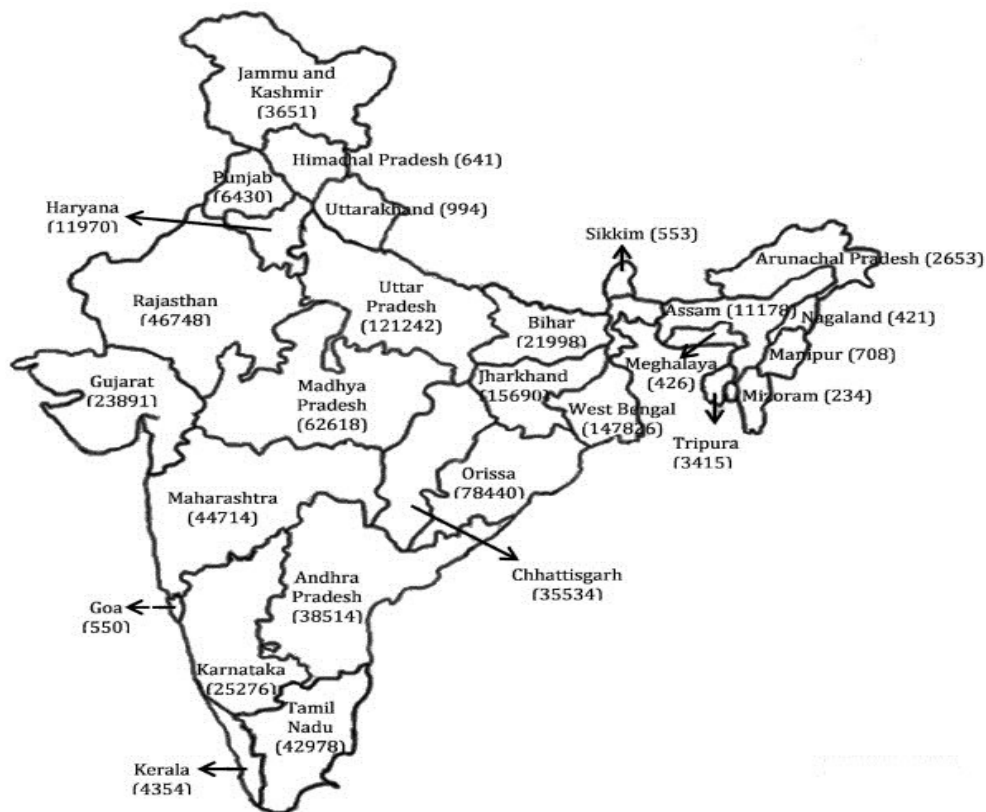 Jammu and
Kashmir
(3651)
Himachal Pradesh (641)
Punjab
(6430)
Haryana
(11970)
Uttarakhand (994)
Sikkim (553)
Arunachal Pradesh (2653)
Rajasthan
(46748)
Uttar
Pradesh
(121242)
Bihar
(21998)
Assam (11178)
Nagaland (421)
Manipur (708)
Meghalaya
(426)
Mizoram (234)
Tripura
(3415)
Gujarat
(23891)
Madhya
Pradesh
(62618)
Jharkhand
(15690)
West Bengal
(147826)
Orissa
(78440)
Maharashtra
(44714)
Chhattisgarh
(35534)
Andhra
Pradesh
(38514)
Goa
(550)
Karnataka
(25276)
Tamil
Nadu
(42978)
Kerala
(4354)